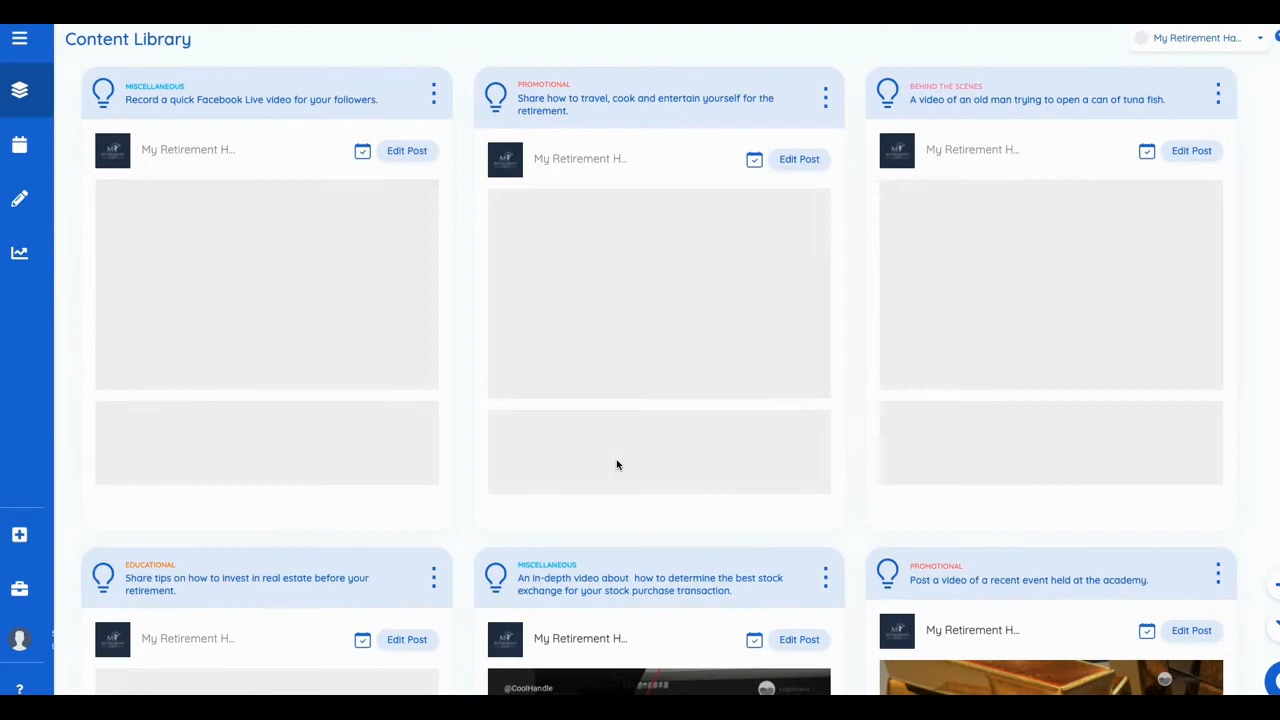 Content Library
My Retirement Ha...
MISCELLANEOUS
Record a quick Facebook Live video for your followers.
My Retirement H...
Edit Post
PROMOTIONAL
Share how to travel, cook and entertain yourself for the
retirement.
My Retirement H...
Edit Post
BEHIND THE SCENES
A video of an old man trying to open a can of tuna fish.
My Retirement H...
Edit Post
EDUCATIONAL
Share tips on how to invest in real estate before your
retirement.
My Retirement H...
Edit Post
MISCELLANEOUS
An in-depth video about how to determine the best stock
exchange for your stock purchase transaction.
My Retirement H...
Edit Post
@CoolHandle
PROMOTIONAL
Post a video of a recent event held at the academy.
My Retirement H...
Edit Post
?